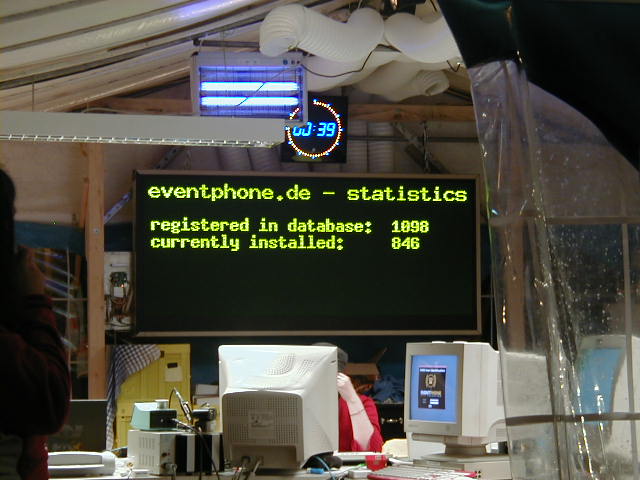 00:39
eventphone.de - statistics
registered in database: 1098
currently installed: 846